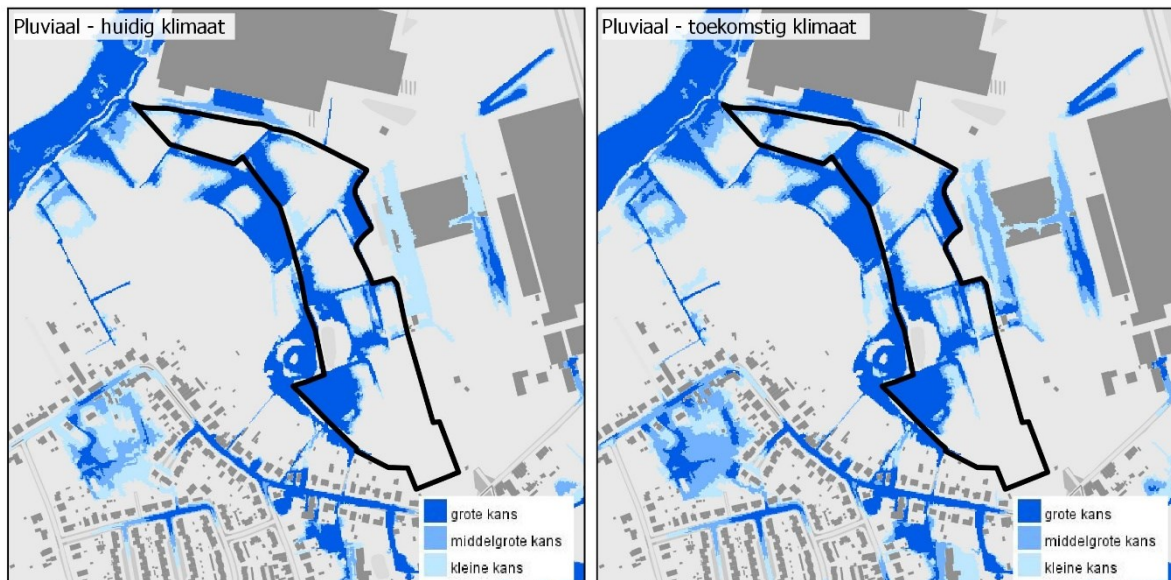 Pluviaal - huidig klimaat
grote kans
middelgrote kans
kleine kans
Pluviaal - toekomstig klimaat
grote kans
middelgrote kans
kleine kans